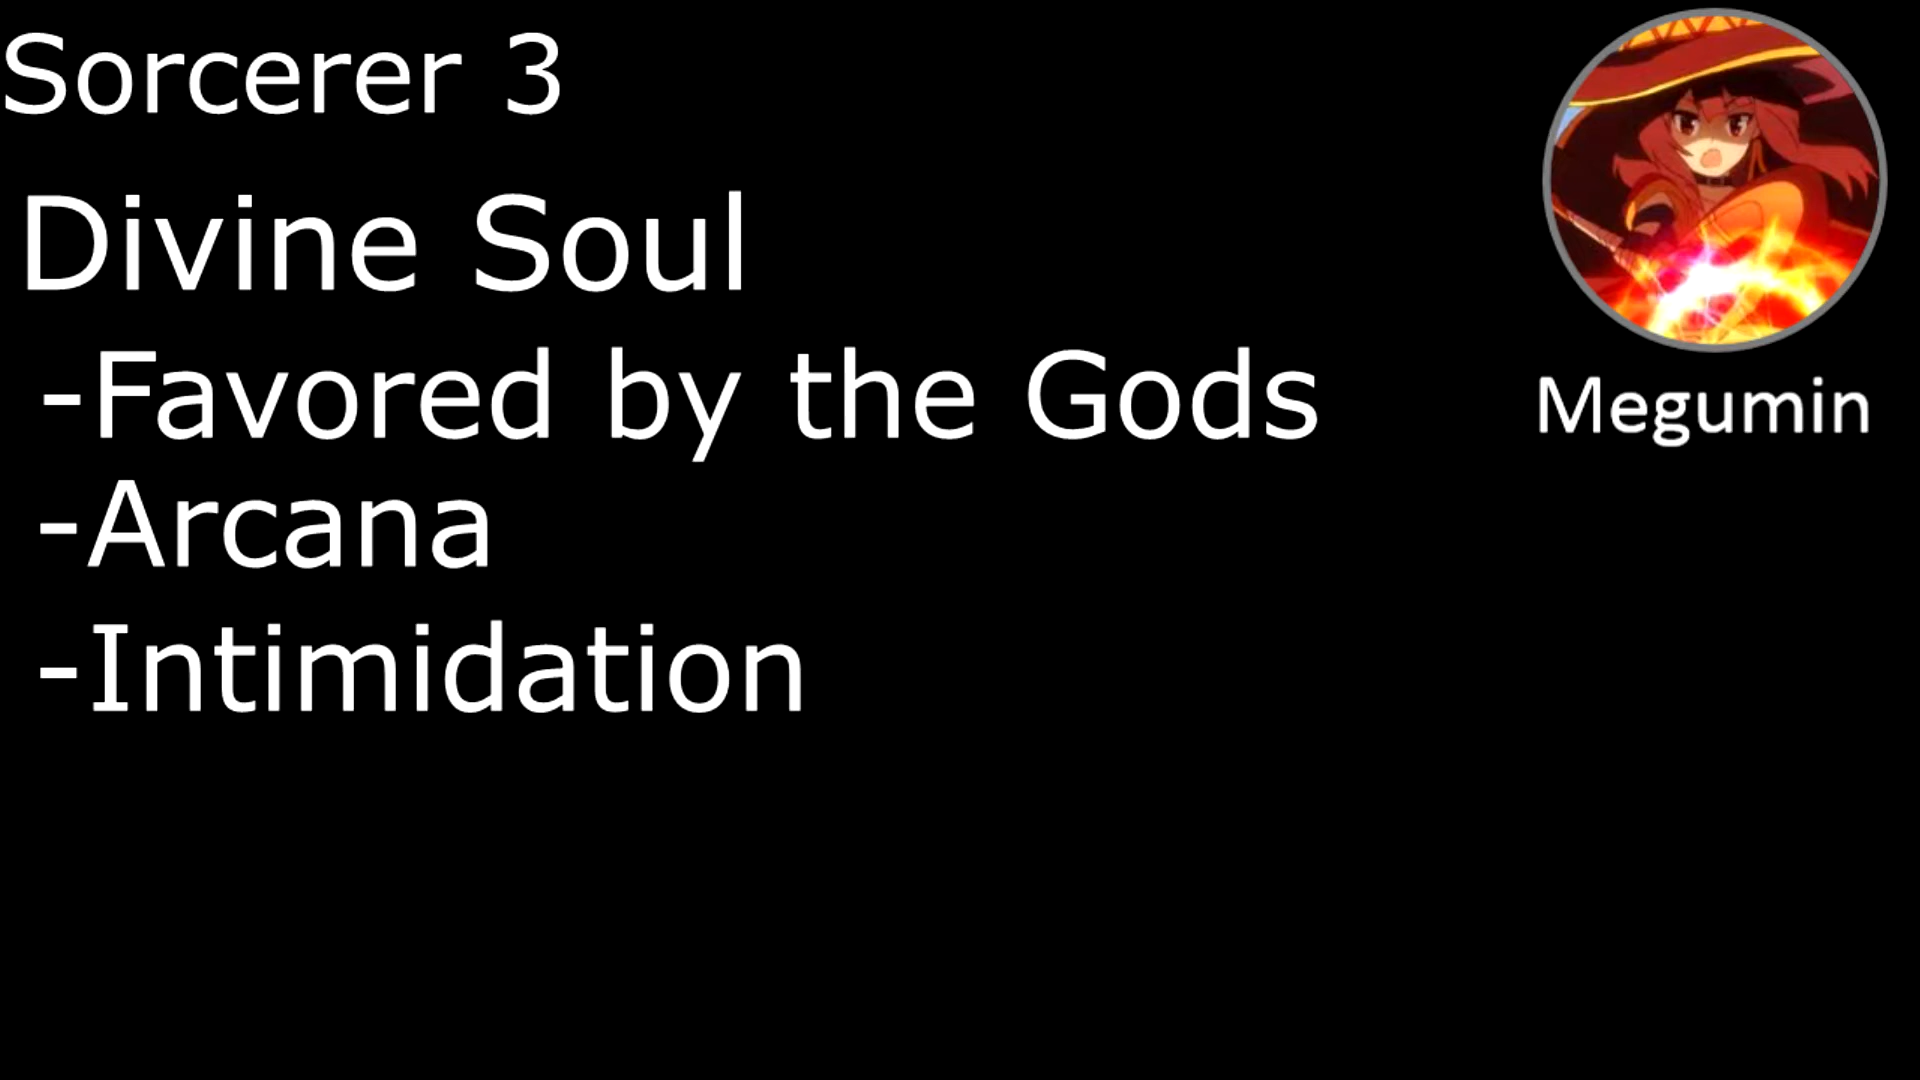 Sorcerer 3
Divine Soul
-Favored by the Gods
-Arcana
-Intimidation
Megumin